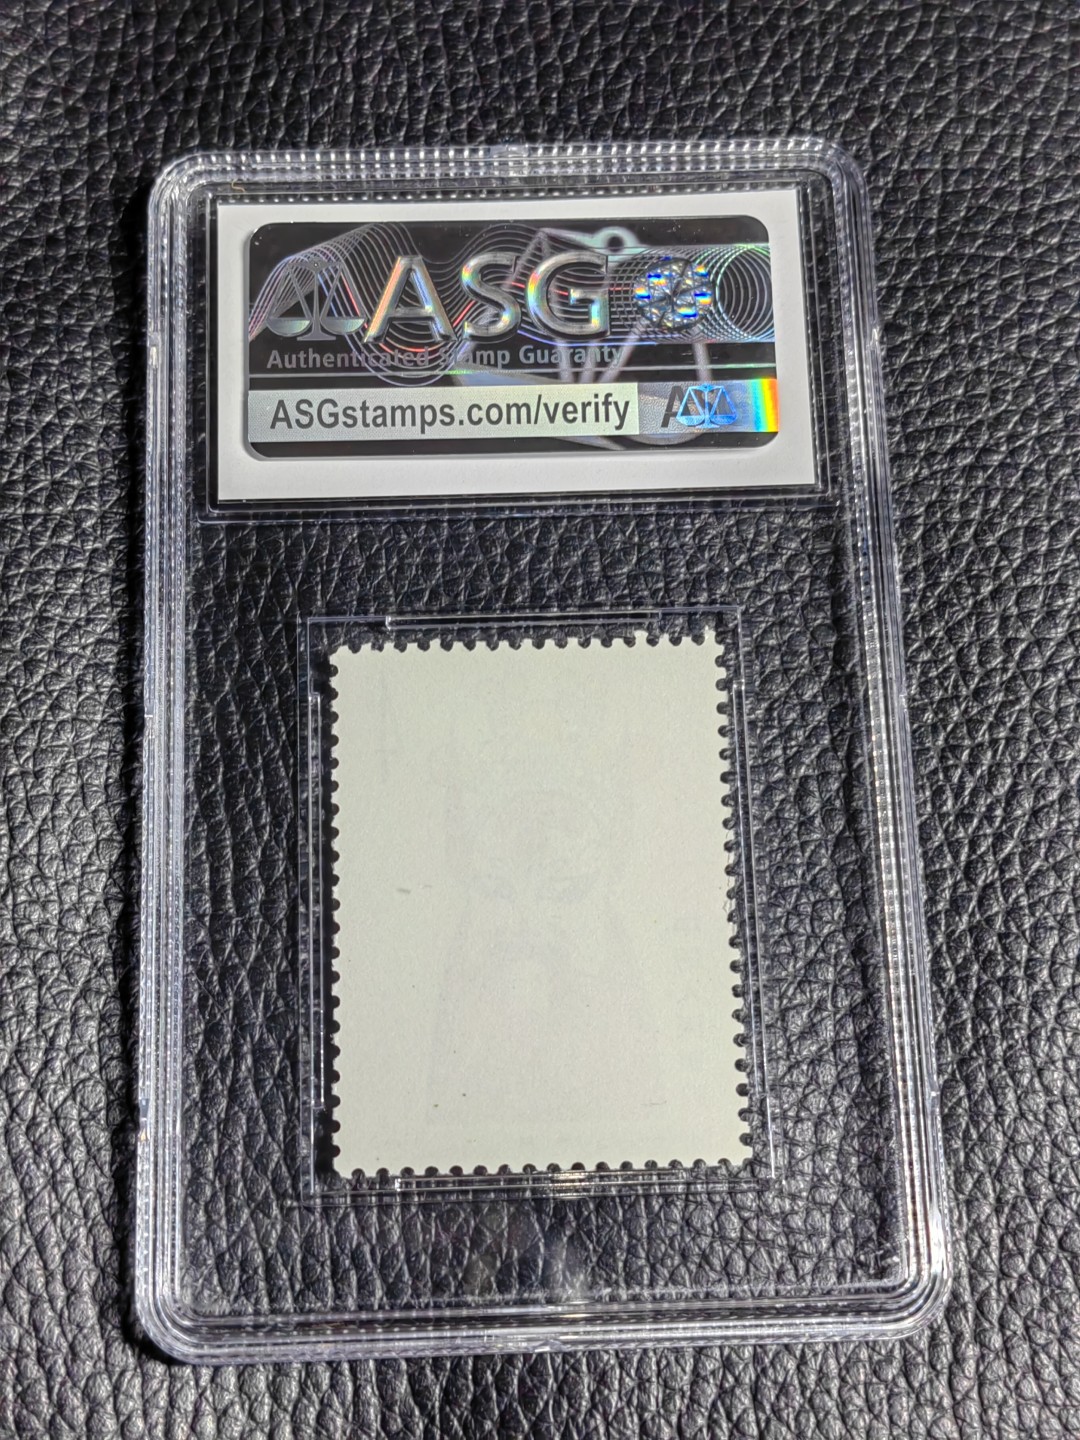 ASG
Authenticated Stamp Guaranty
ASGstamps.com/verify